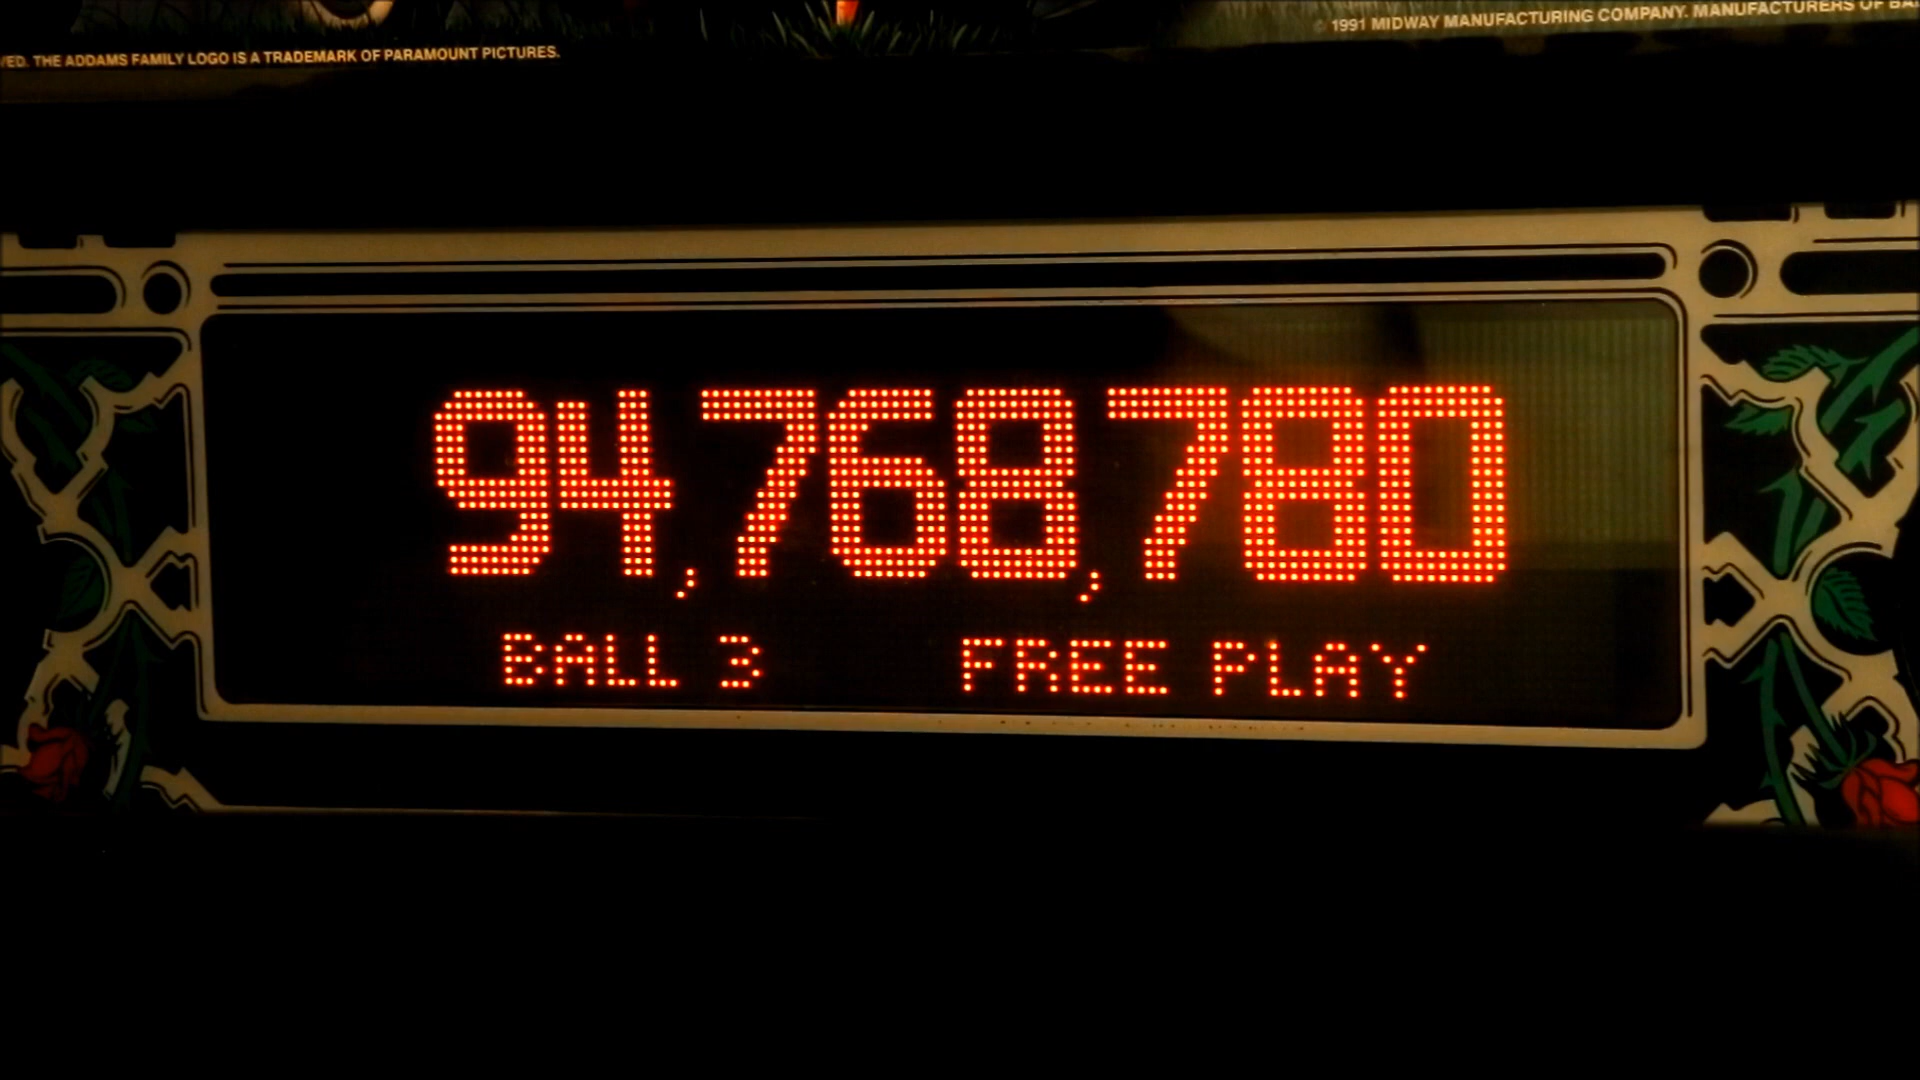 THE ADDAMS FAMILY LOGO IS A TRADEMARK OF PARAMOUNT PICTURES.
© 1991 MIDWAY MANUFACTURING COMPANY. MANUFACTURERS OF
94,768,780
BALL 3 FREE PLAY